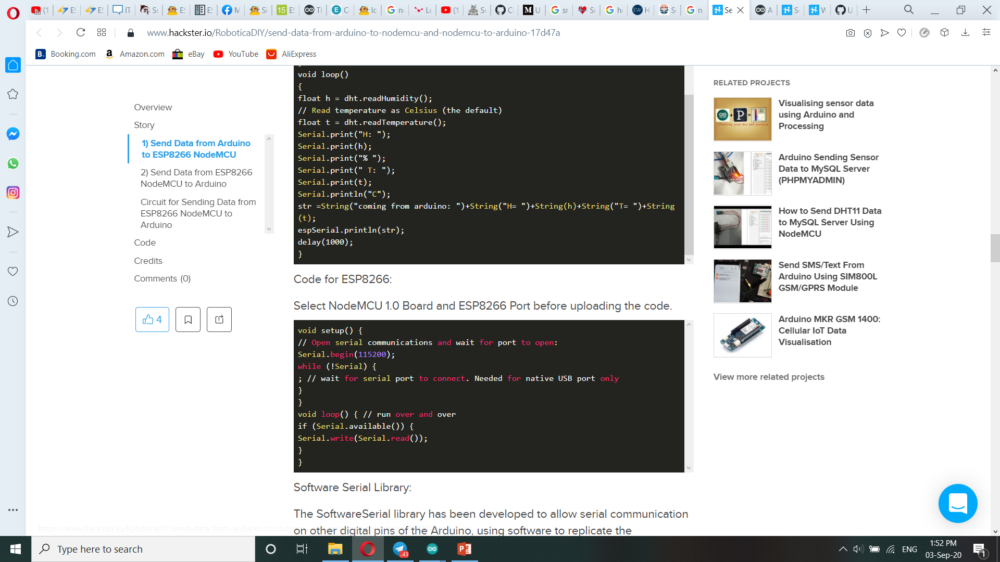 www.hackster.io/RoboticaDIY/send-data-from-arduino-to-nodemcu-and-nodemcu-to-arduino-17d47a
Booking.com
Amazon.com
eBay
YouTube
AliExpress
Overview
Story
1) Send Data from Arduino
to ESP8266 NodeMCU
2) Send Data from ESP8266
NodeMCU to Arduino
Circuit for Sending Data from
ESP8266 NodeMCU to
Arduino
Code
Credits
Comments (0)
4
void loop()
{
float h = dht.readHumidity();
// Read temperature as Celsius (the default)
float t = dht.readTemperature();
Serial.print("H: ");
Serial.print(h);
Serial.print("% ");
Serial.print(" T: ");
Serial.print(t);
Serial.println("C");
str =String("coming from arduino: ")+String("H= ")+String(h)+String("T= ")+String
(t);
espSerial.println(str);
delay(1000);
}
Code for ESP8266:
Select NodeMCU 1.0 Board and ESP8266 Port before uploading the code.
void setup() {
// Open serial communications and wait for port to open:
Serial.begin(115200);
while (!Serial) {
; // wait for serial port to connect. Needed for native USB port only
}
}
void loop() { // run over and over
if (Serial.available()) {
Serial.write(Serial.read());
}
}
Software Serial Library:
The SoftwareSerial library has been developed to allow serial communication
on other digital pins of the Arduino, using software to replicate the
RELATED PROJECTS
Visualising sensor data
using Arduino and
Processing
Arduino Sending Sensor
Data to MySQL Server
(PHPMYADMIN)
How to Send DHT11 Data
to MySQL Server Using
NodeMCU
Send SMS/Text From
Arduino Using SIM800L
GSM/GPRS Module
Arduino MKR GSM 1400:
Cellular IoT Data
Visualisation
View more related projects
Type here to search
ENG
1:52 PM
03-Sep-20